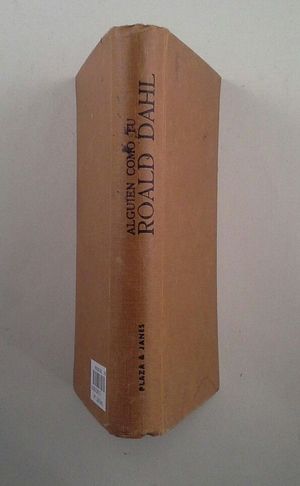 ALGUIEN COMO TU
ROALD DAHL
PLAZA & JANES